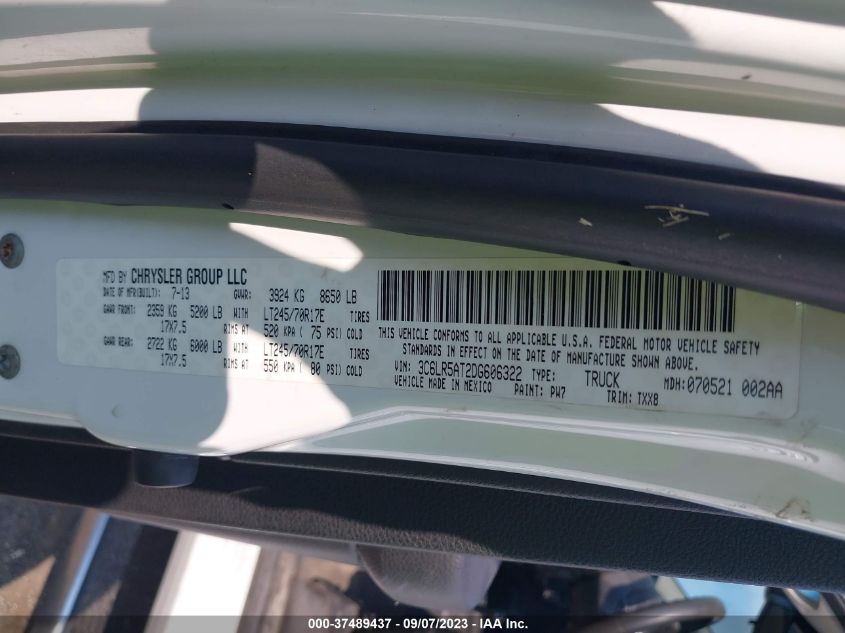 MFD BY CHRYSLER GROUP LLC
DATE OF MFR(BUILT): 7-13 GVWR: 3924 KG 8650 LB
GAWR FRONT: 2359 KG 5200 LB WITH LT245/70R17E TIRES
17X7.5 RIMS AT 520 KPA ( 75 PSI) COLD
GAWR REAR: 2722 KG 6000 LB WITH LT245/70R17E TIRES
17X7.5 RIMS AT 550 KPA ( 80 PSI) COLD
THIS VEHICLE CONFORMS TO ALL APPLICABLE U.S.A. FEDERAL MOTOR VEHICLE SAFETY
STANDARDS IN EFFECT ON THE DATE OF MANUFACTURE SHOWN ABOVE.
VIN: 3C6LR5AT2DG606322 TYPE: TRUCK MDH: 070521 002AA
VEHICLE MADE IN MEXICO PAINT: PW7 TRIM: TXX8
000-37489437 - 09/07/2023 - IAAI Inc.